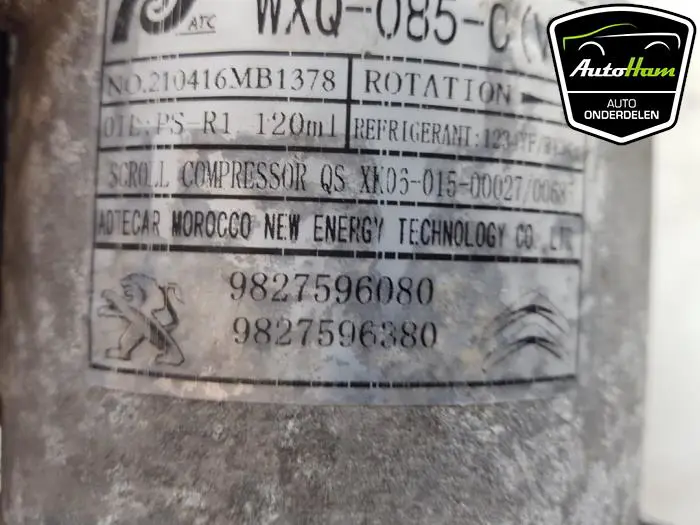 ATC WXQ-085-C(V
NO.210416MB1378 ROTATION
OIL:PS-R1 120ml REFRIGERANT:
SCROLL COMPRESSOR QS XK06-015-00027/0068
AOTECAR MOROCCO NEW ENERGY TECHNOLOGY CO.,LTD
9827596080
9827596380
AutoHam
AUTO
ONDERDELEN